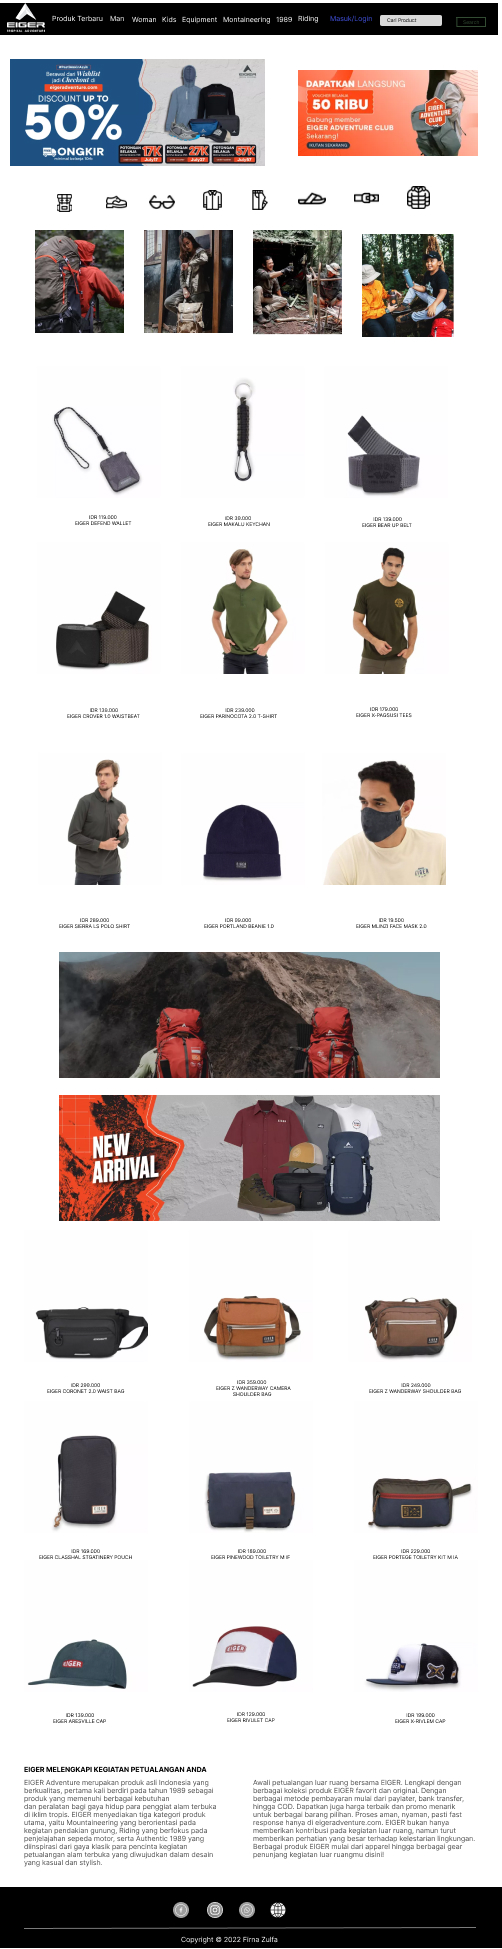 EIGER
TROPICAL ADVENTURE
Produk Terbaru Man Woman Kids Equipment Montaineering 1989 Riding Masuk/Login Cari Product Search
Berawal dari Wishlist
jadi Checkout di
eigeradventure.com
DISCOUNT UP TO
50%
ONGKIR
POTONGAN BELANJA 17K July17
POTONGAN BELANJA 27K July27
POTONGAN BELANJA 57K July57
DAPATKAN LANGSUNG
VOUCHER BELANJA
50 RIBU
Gabung member
EIGER ADVENTURE CLUB
Sekarang!
IKUTAN SEKARANG
EIGER
ADVENTURE
CLUB
IDR 119.000
EIGER DEFEND WALLET
IDR 39.000
EIGER MAKALU KEYCHAN
IDR 139.000
EIGER BEAR UP BELT
IDR 139.000
EIGER CROVER 1.0 WAISTBEAT
IDR 239.000
EIGER PARINOCOTA 2.0 T-SHIRT
IDR 179.000
EIGER X-PAGSUSI TEES
IDR 289.000
EIGER SIERRA LS POLO SHIRT
IDR 99.000
EIGER PORTLAND BEANIE 1.0
IDR 19.500
EIGER MLINZI FACE MASK 2.0
NEW
ARRIVAL
IDR 299.000
EIGER CORONET 2.0 WAIST BAG
IDR 359.000
EIGER Z WANDERWAY CAMERA
SHOULDER BAG
IDR 249.000
EIGER Z WANDERWAY SHOULDER BAG
IDR 169.000
EIGER CLASSHAL STGATINERY POUCH
IDR 189.000
EIGER PINEWOOD TOILETRY M IF
IDR 229.000
EIGER PORTEGE TOILETRY KIT M IA
EIGER
EIGER
IDR 139.000
EIGER ARESVILLE CAP
IDR 129.000
EIGER RIVULET CAP
IDR 199.000
EIGER X-RIVLEM CAP
EIGER MELENGKAPI KEGIATAN PETUALANGAN ANDA
EIGER Adventure merupakan produk asli Indonesia yang
berkualitas, pertama kali berdiri pada tahun 1989 sebagai
produk yang memenuhi berbagai kebutuhan
dan peralatan bagi gaya hidup para penggiat alam terbuka
di iklim tropis. EIGER menyediakan tiga kategori produk
utama, yaitu Mountaineering yang berorientasi pada
kegiatan pendakian gunung, Riding yang berfokus pada
penjelajahan sepeda motor, serta Authentic 1989 yang
diinspirasi dari gaya klasik para pecinta kegiatan
petualangan alam terbuka yang diwujudkan dalam desain
yang kasual dan stylish.
Awali petualangan luar ruang bersama EIGER. Lengkapi dengan
berbagai koleksi produk EIGER favorit dan original. Dengan
berbagai metode pembayaran mulai dari paylater, bank transfer,
hingga COD. Dapatkan juga harga terbaik dan promo menarik
untuk berbagai barang pilihan. Aman, nyaman, pasti fast
response hanya di eigeradventure.com. EIGER bukan hanya
memberikan kontribusi pada kegiatan luar ruang, namun turut
memberikan perhatian yang besar terhadap kelestarian lingkungan.
Berbagai produk EIGER mulai dari apparel hingga berbagai gear
penunjang kegiatan luar ruangmu disini!
Copyright © 2022 Firna Zulfa